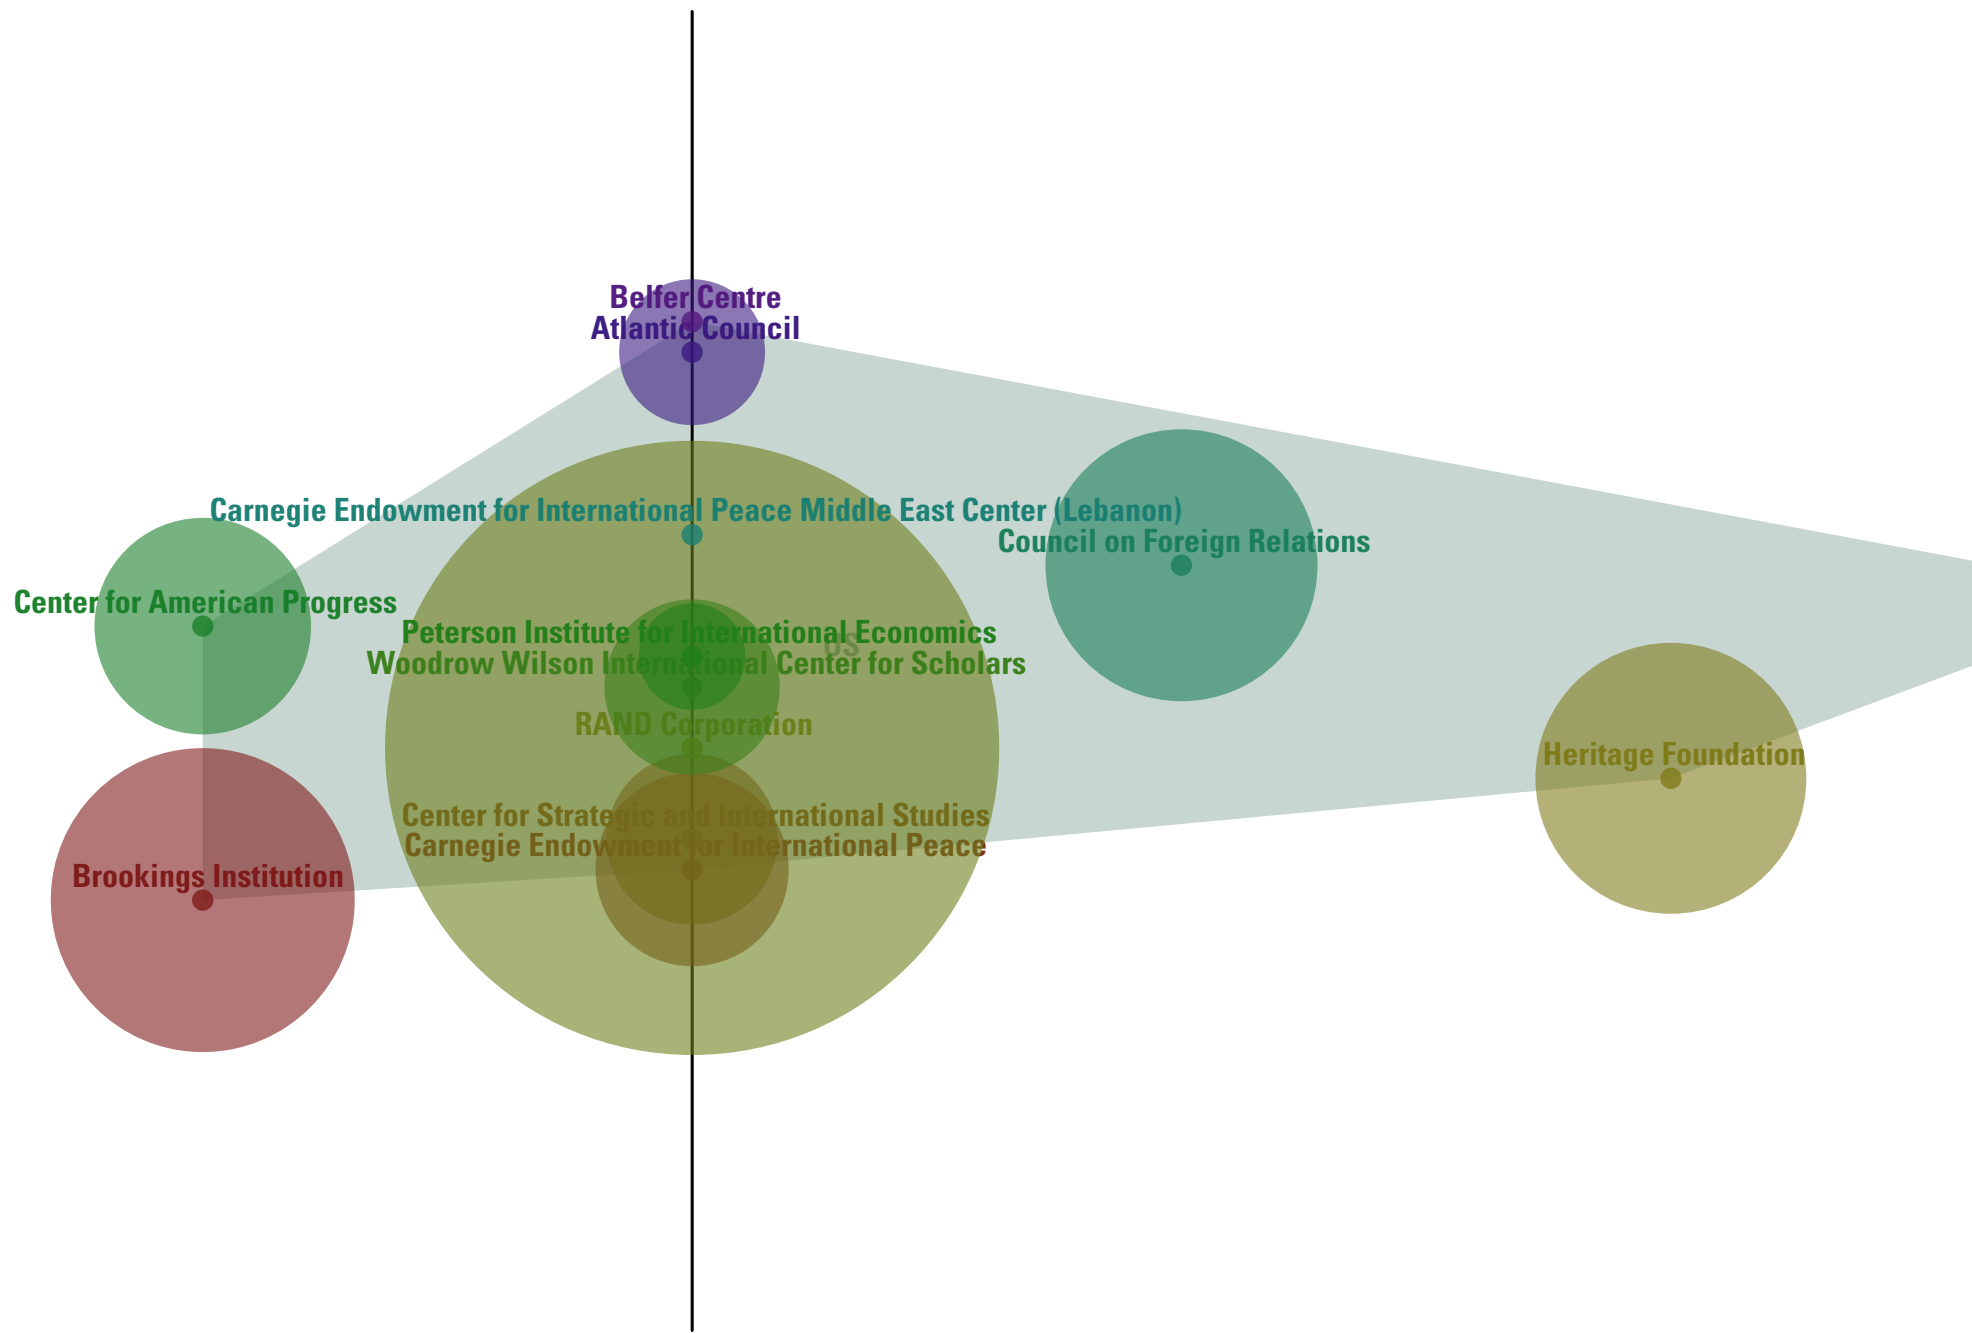 Belfer Centre
Atlantic Council
Carnegie Endowment for International Peace Middle East Center (Lebanon)
Council on Foreign Relations
Center for American Progress
Peterson Institute for International Economics
US
Woodrow Wilson International Center for Scholars
RAND Corporation
Heritage Foundation
Center for Strategic and International Studies
Carnegie Endowment for International Peace
Brookings Institution